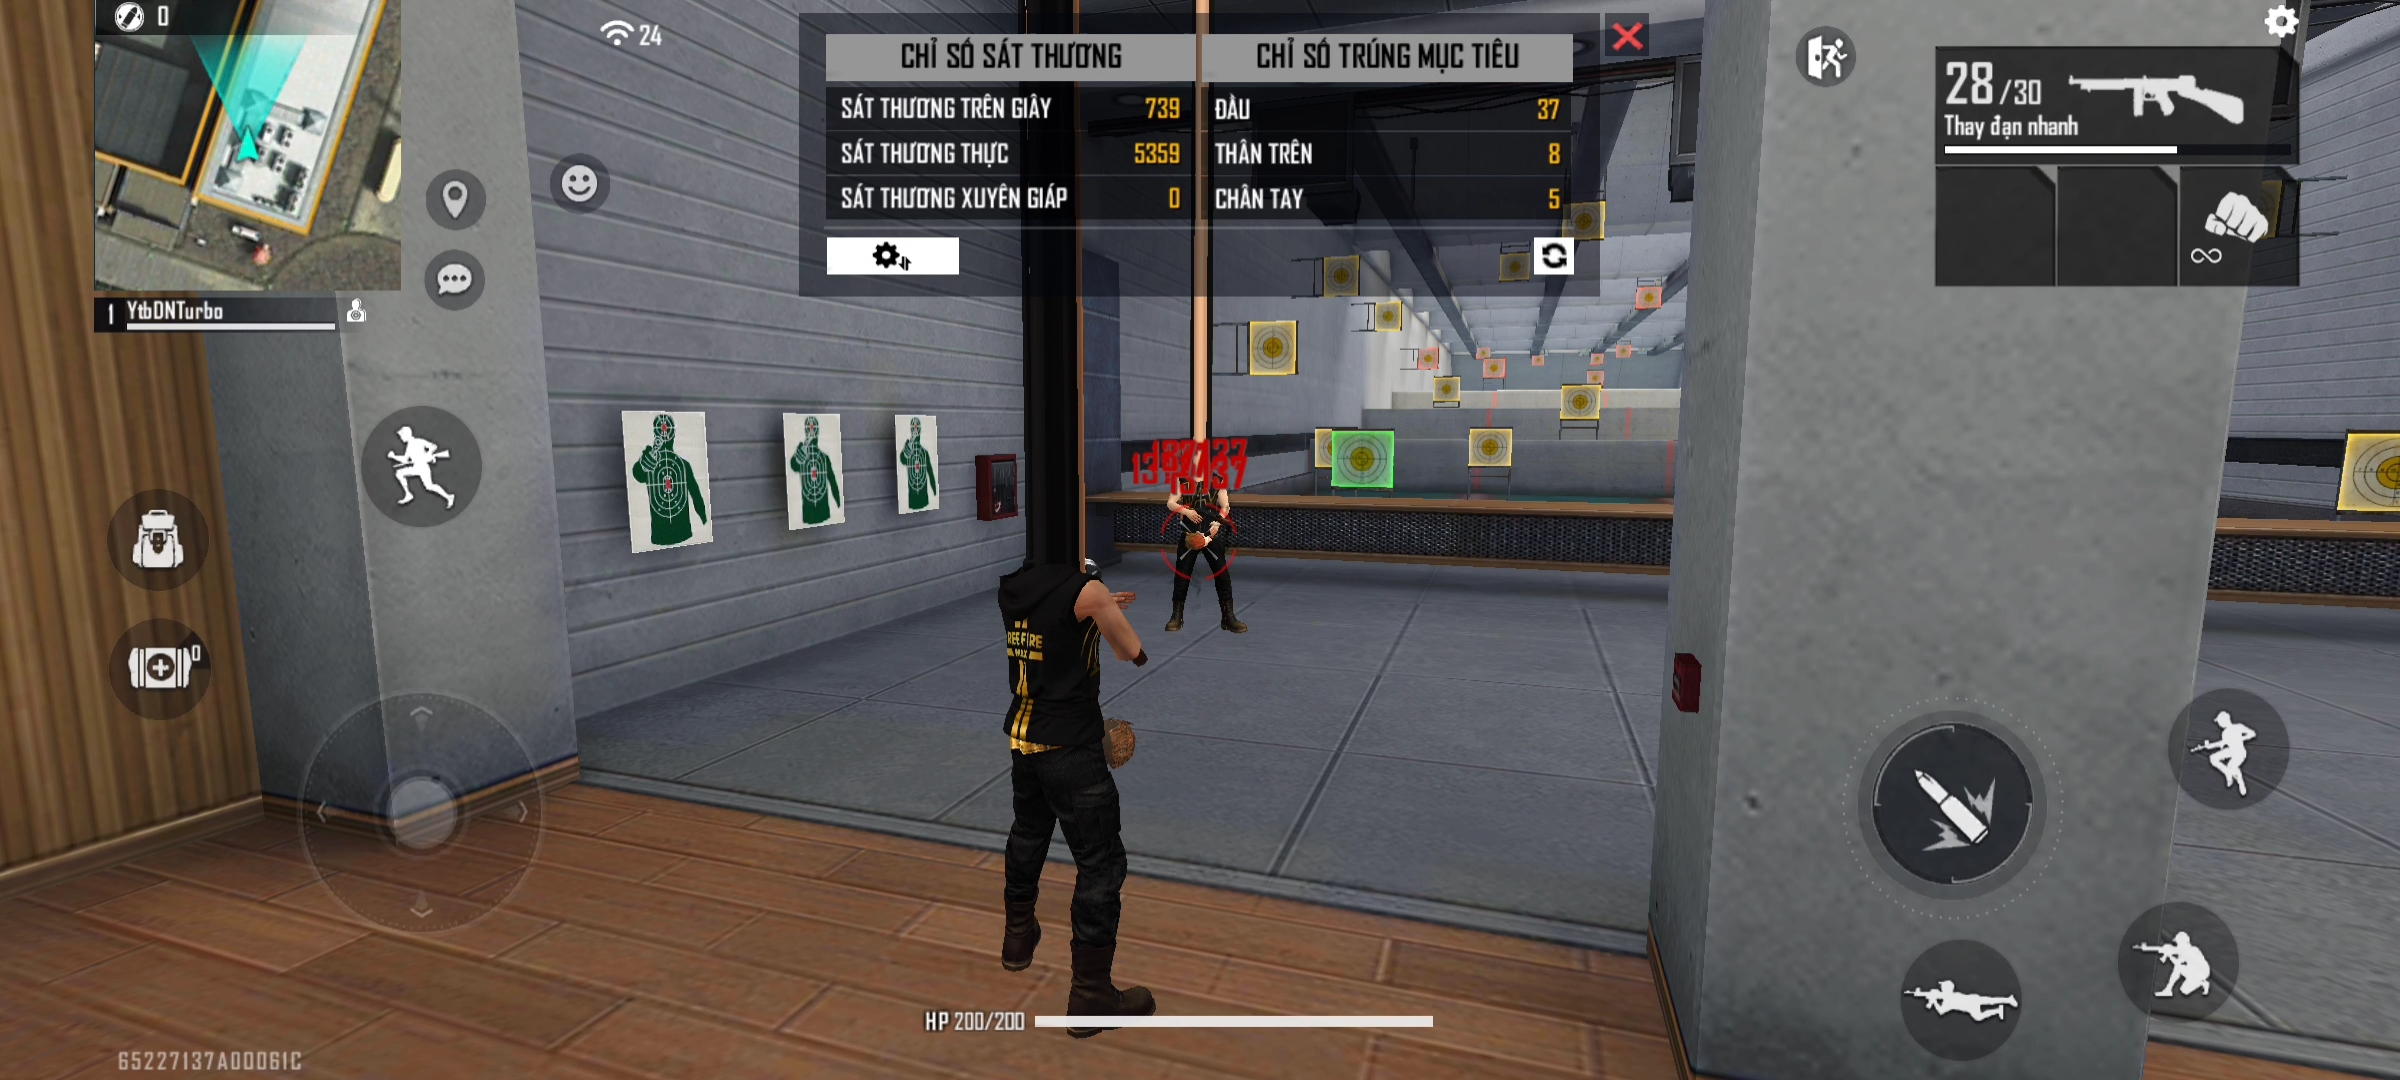 0
24
CHỈ SỐ SÁT THƯƠNG
CHỈ SỐ TRÚNG MỤC TIÊU
SÁT THƯƠNG TRÊN GIÂY 739
ĐẦU 37
SÁT THƯƠNG THỰC 5359
THÂN TRÊN 8
SÁT THƯƠNG XUYÊN GIÁP 0
CHÂN TAY 5
28/30
Thay đạn nhanh
∞
1 YtbDNTurbo
0
HP 200/200
65227137A00061C